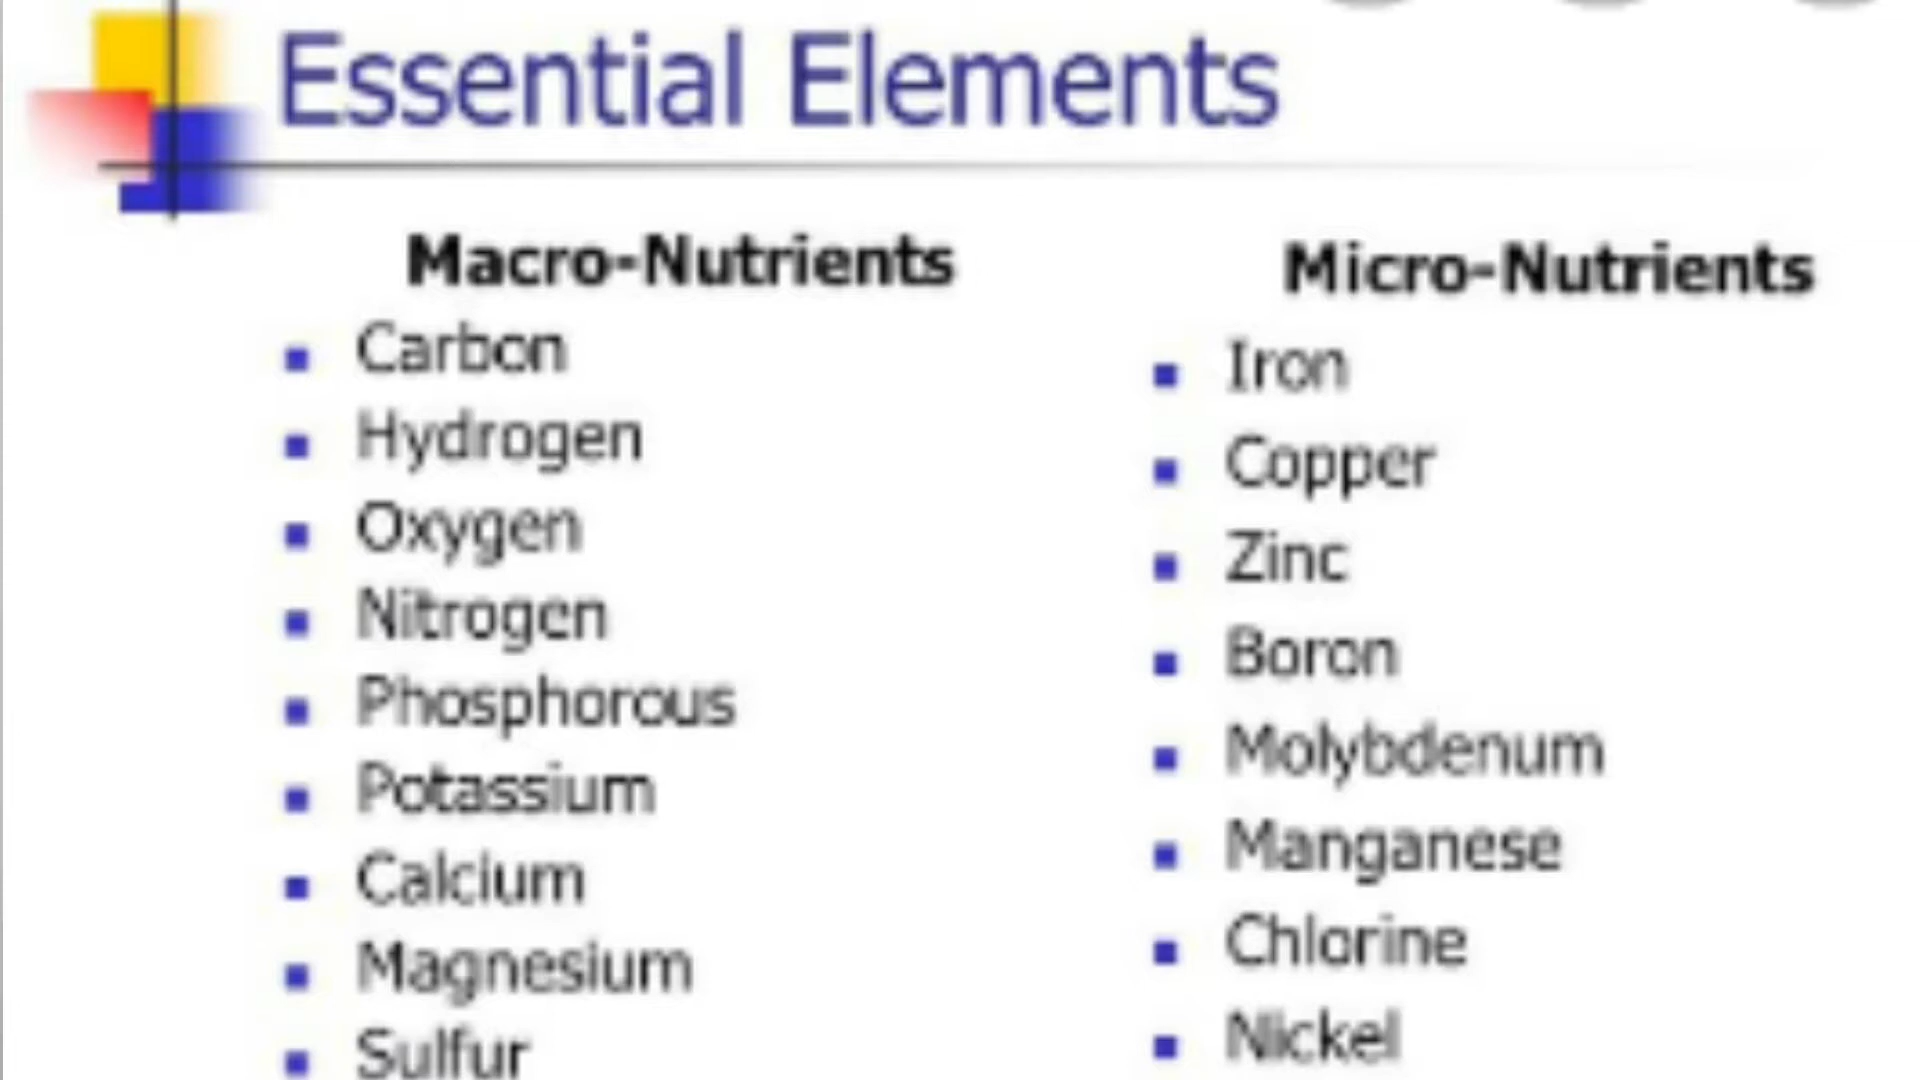 Essential Elements
Macro-Nutrients
Carbon
Hydrogen
Oxygen
Nitrogen
Phosphorous
Potassium
Calcium
Magnesium
Sulfur
Micro-Nutrients
Iron
Copper
Zinc
Boron
Molybdenum
Manganese
Chlorine
Nickel